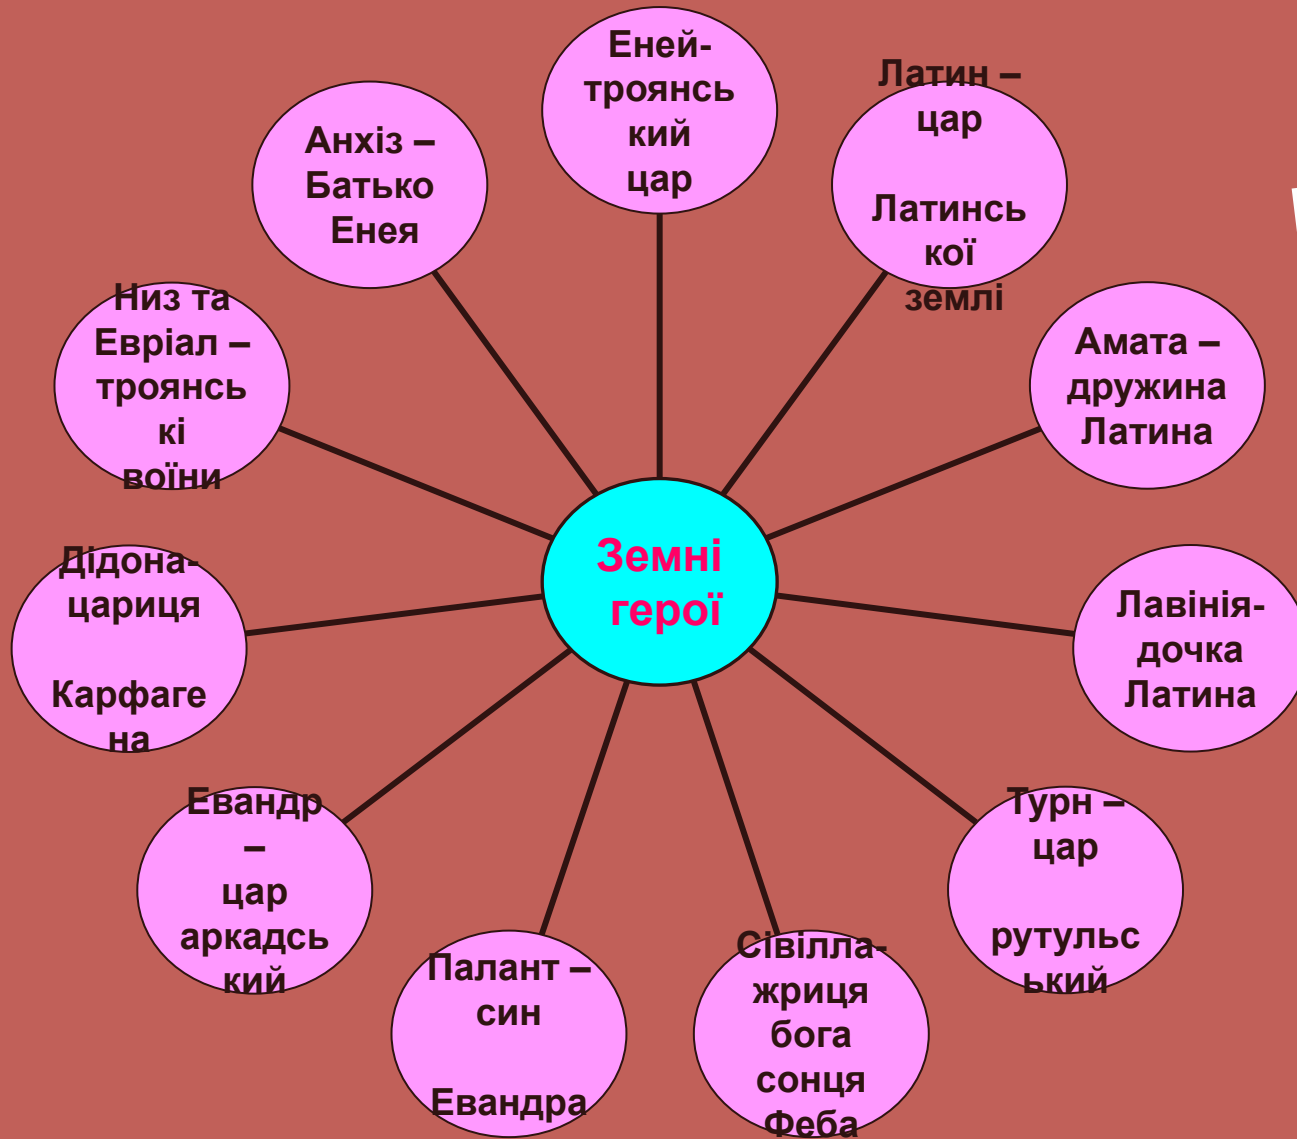 Еней-
троянсь
кий
цар
Латин –
цар
Латинсь
кої
землі
Амата –
дружина
Латина
Лавінія-
дочка
Латина
Турн –
цар
рутульс
ький
Сівілла-
жриця
бога
сонця
Феба
Палант –
син
Евандра
Евандр
–
цар
аркадсь
кий
Дідона-
цариця
Карфаге
на
Низ та
Евріал –
троянсь
кі
воїни
Анхіз –
Батько
Енея
Земні
герої